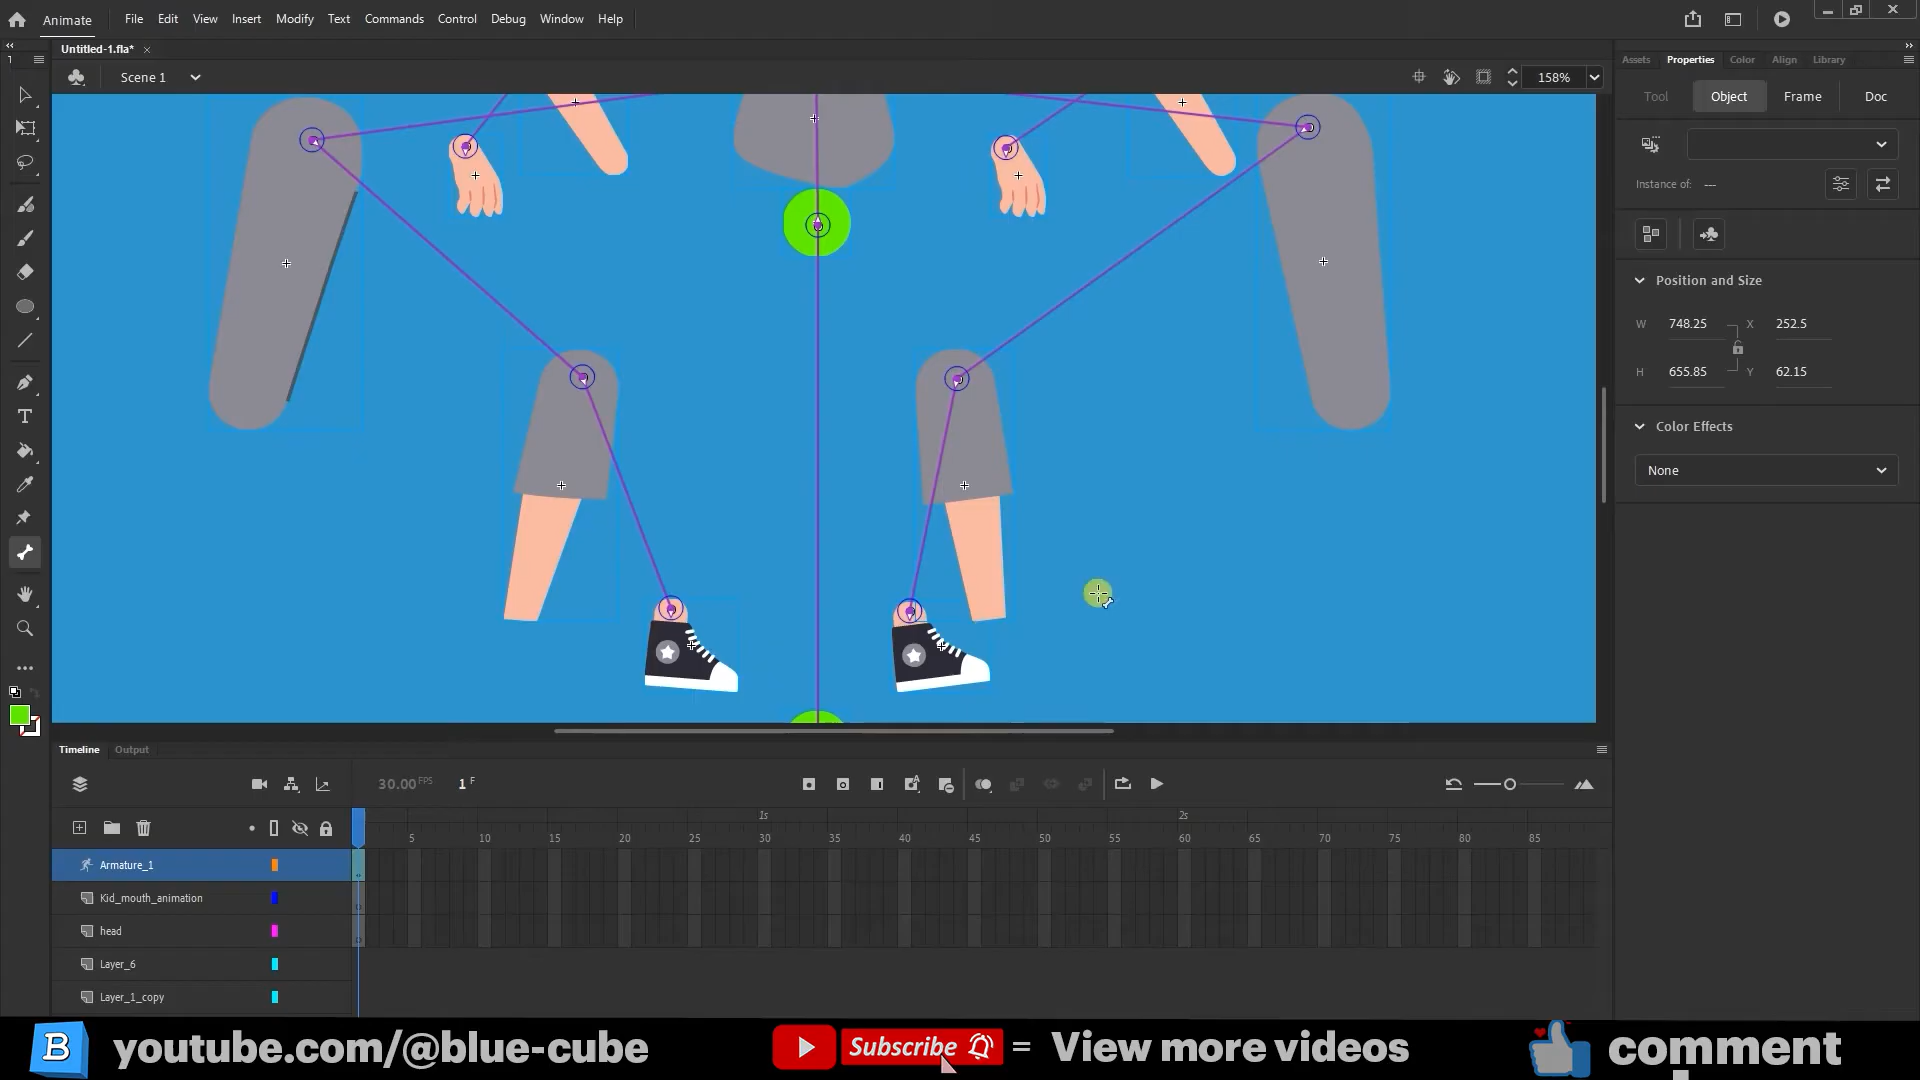 Animate File Edit View Insert Modify Text Commands Control Debug Window Help
Untitled-1.fla*
Scene 1 158%
Assets Properties Color Align Library
Tool Object Frame Doc
Instance of: ---
Position and Size
W 748.25 X 252.5
H 655.85 Y 62.15
Color Effects
None
Timeline Output
30.00 FPS 1 F
1s 2s
5 10 15 20 25 30 35 40 45 50 55 60 65 70 75 80 85
Armature_1
Kid_mouth_animation
head
Layer_6
Layer_1_copy
B youtube.com/@blue-cube Subscribe = View more videos comment